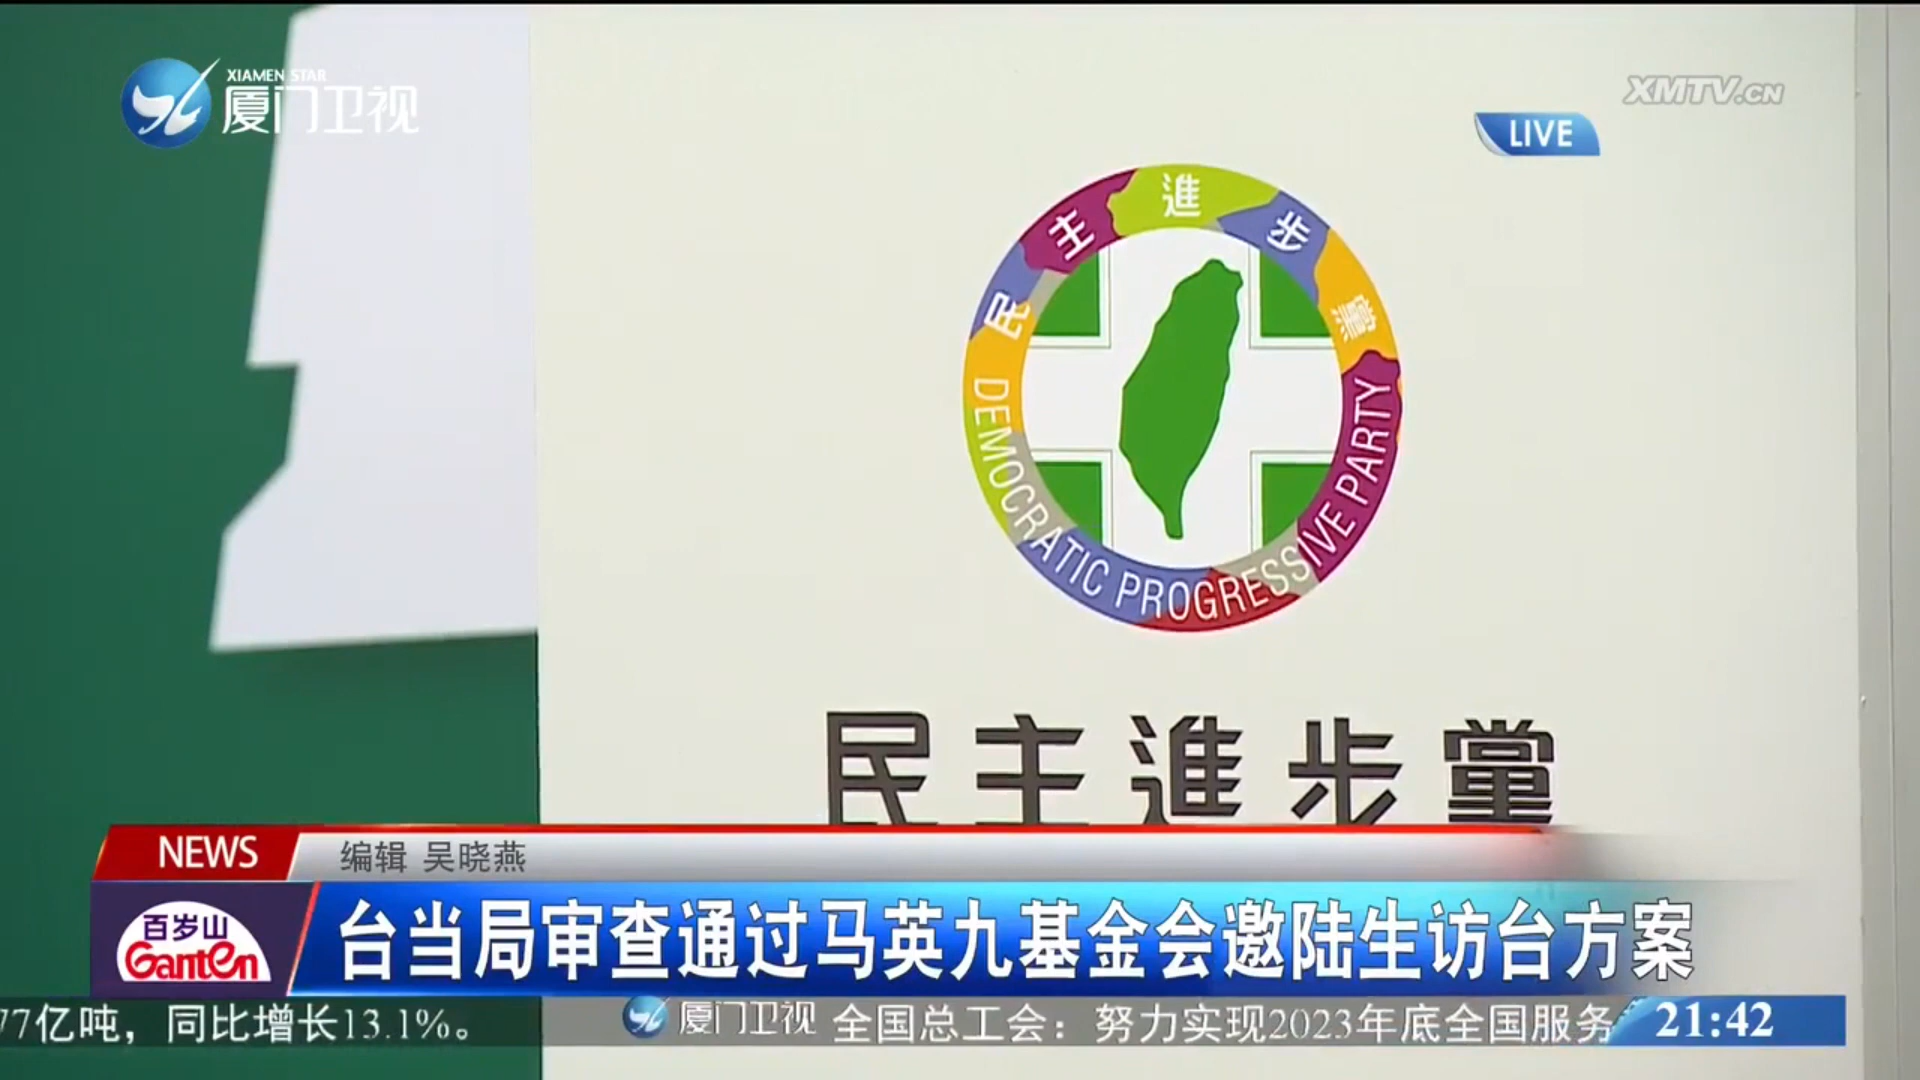 XIAMEN STAR
厦门卫视
XMTV.CN
LIVE
民主進步黨
DEMOCRATIC PROGRESSIVE PARTY
民主進步黨
NEWS
编辑 吴晓燕
百岁山
Ganten
台当局审查通过马英九基金会邀陆生访台方案
77亿吨，同比增长13.1%。
厦门卫视
全国总工会：努力实现2023年底全国服务
21:42